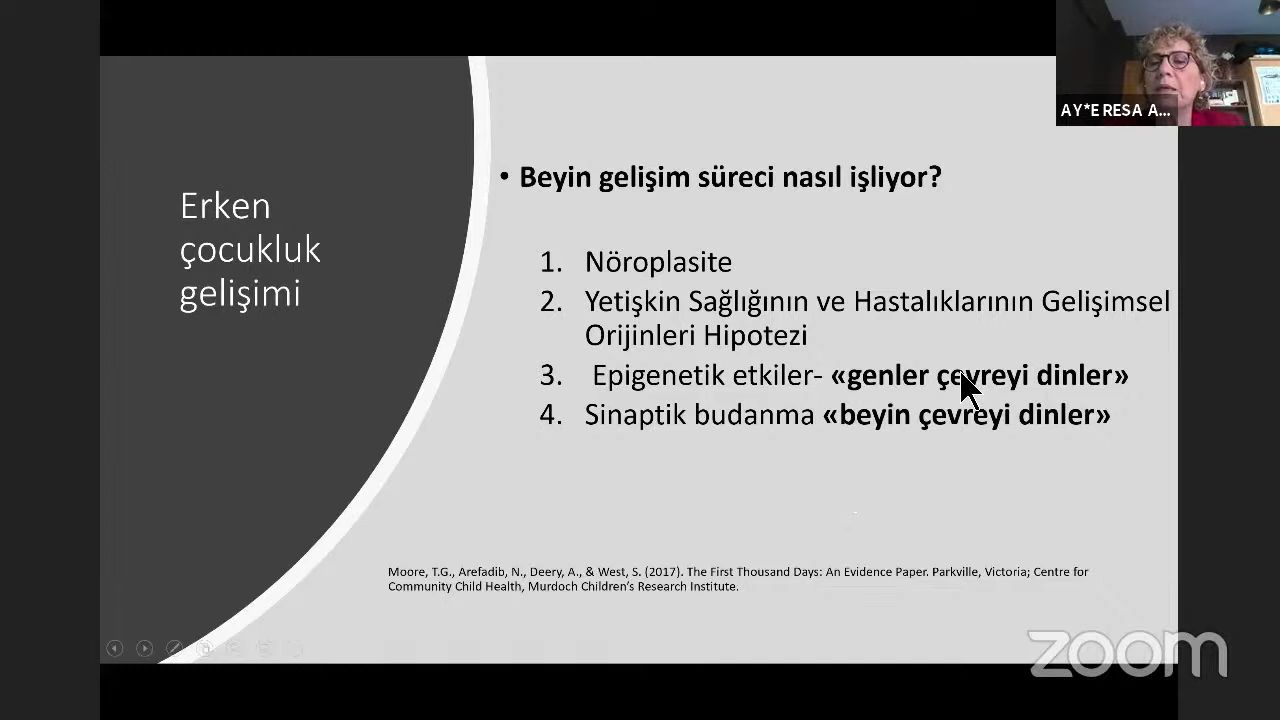 AY*E RESA A...
Erken
çocukluk
gelişimi
• Beyin gelişim süreci nasıl işliyor?
1. Nöroplasite
2. Yetişkin Sağlığının ve Hastalıklarının Gelişimsel
Orijinleri Hipotezi
3. Epigenetik etkiler- «genler çevreyi dinler»
4. Sinaptik budanma «beyin çevreyi dinler»
Moore, T.G., Arefadib, N., Deery, A., & West, S. (2017). The First Thousand Days: An Evidence Paper. Parkville, Victoria; Centre for
Community Child Health, Murdoch Children's Research Institute.
zoom